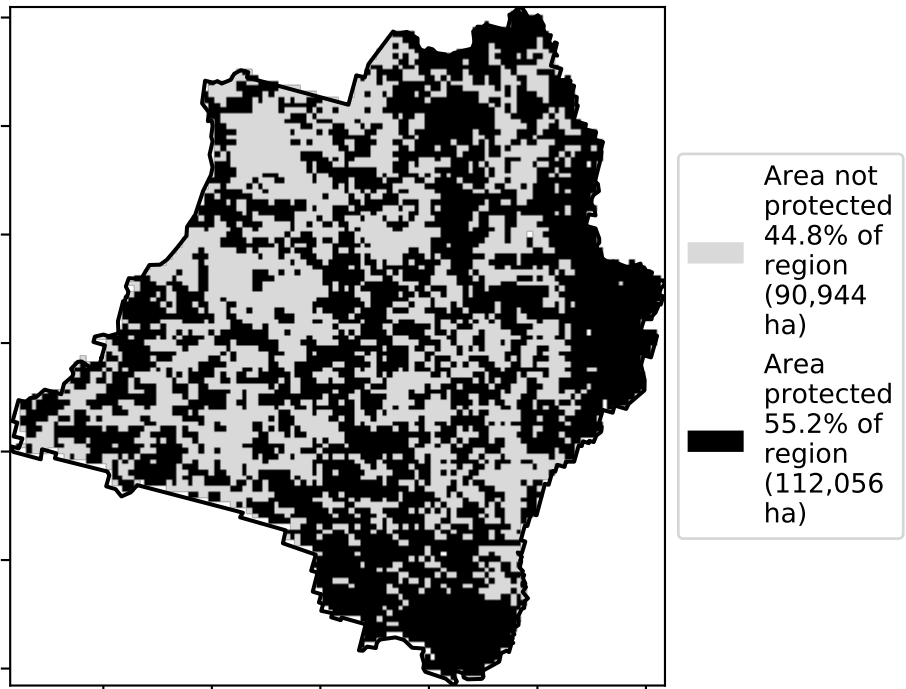 Area not
protected
44.8% of
region
(90,944
ha)
Area
protected
55.2% of
region
(112,056
ha)